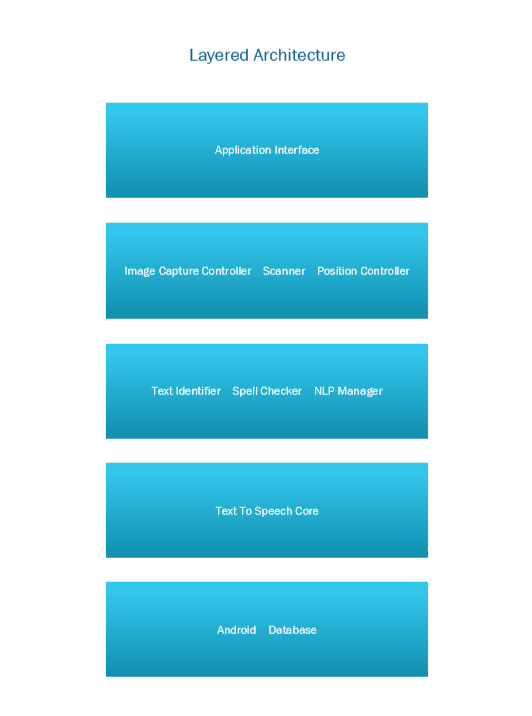 Layered Architecture
Application Interface
Image Capture Controller Scanner Position Controller
Text Identifier Spell Checker NLP Manager
Text To Speech Core
Android Database